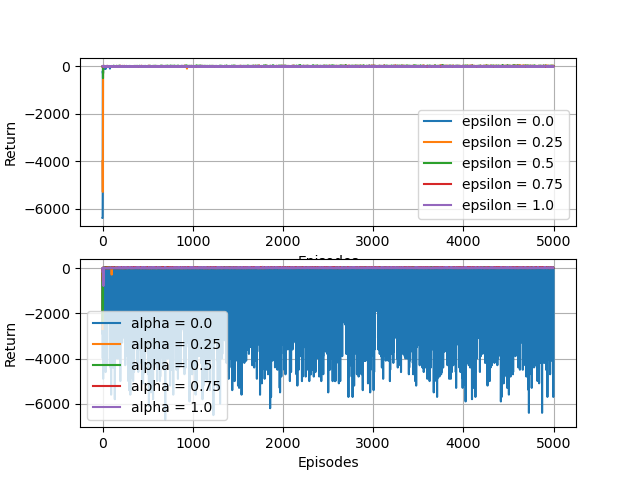 0
−2000
−4000
−6000
Return
epsilon = 0.0
epsilon = 0.25
epsilon = 0.5
epsilon = 0.75
epsilon = 1.0
0 1000 2000 3000 4000 5000
Episodes
0
−2000
−4000
−6000
Return
alpha = 0.0
alpha = 0.25
alpha = 0.5
alpha = 0.75
alpha = 1.0
0 1000 2000 3000 4000 5000
Episodes